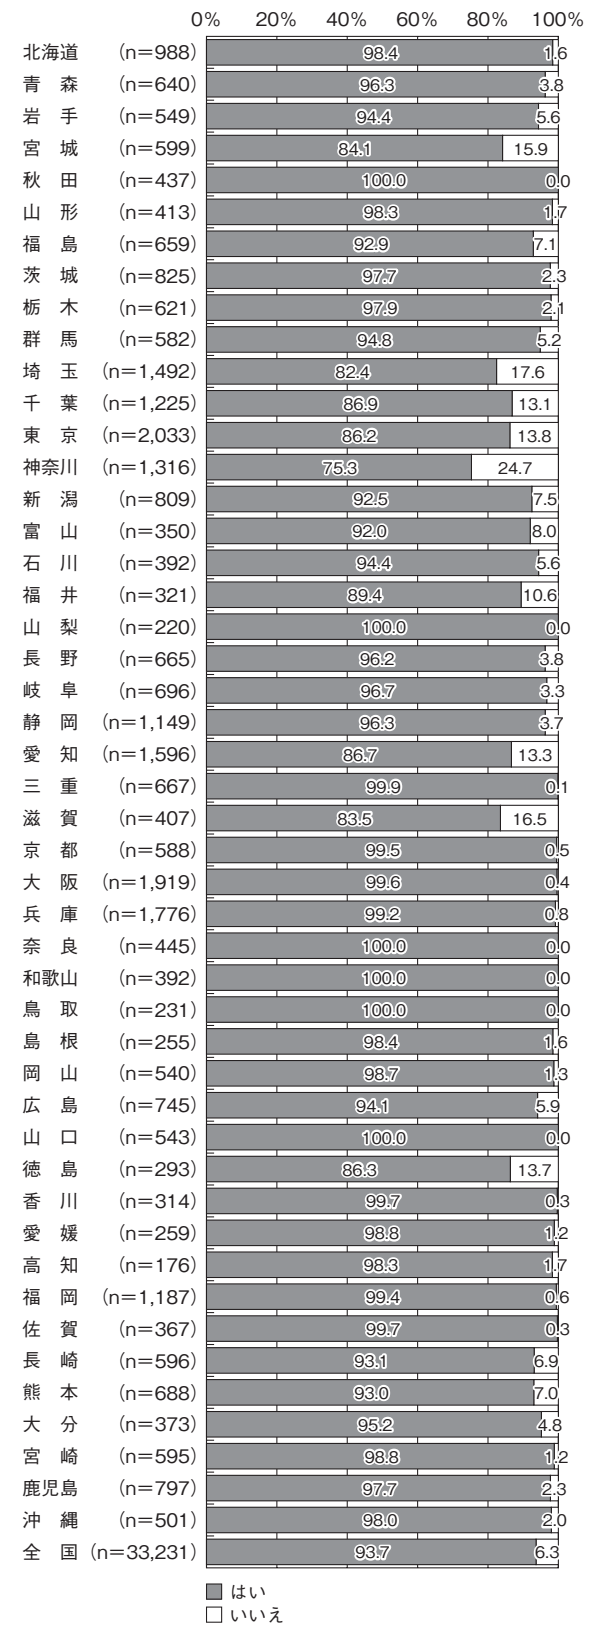 0% 20% 40% 60% 80% 100%
北海道 （n＝988） 98.4 1.6
青 森 （n＝640） 96.3 3.8
岩 手 （n＝549） 94.4 5.6
宮 城 （n＝599） 84.1 15.9
秋 田 （n＝437） 100.0 0.0
山 形 （n＝413） 98.3 1.7
福 島 （n＝659） 92.9 7.1
茨 城 （n＝825） 97.7 2.3
栃 木 （n＝621） 97.9 2.1
群 馬 （n＝582） 94.8 5.2
埼 玉 （n＝1,492） 82.4 17.6
千 葉 （n＝1,225） 86.9 13.1
東 京 （n＝2,033） 86.2 13.8
神奈川 （n＝1,316） 75.3 24.7
新 潟 （n＝809） 92.5 7.5
富 山 （n＝350） 92.0 8.0
石 川 （n＝392） 94.4 5.6
福 井 （n＝321） 89.4 10.6
山 梨 （n＝220） 100.0 0.0
長 野 （n＝665） 96.2 3.8
岐 阜 （n＝696） 96.7 3.3
静 岡 （n＝1,149） 96.3 3.7
愛 知 （n＝1,596） 86.7 13.3
三 重 （n＝667） 99.9 0.1
滋 賀 （n＝407） 83.5 16.5
京 都 （n＝588） 99.5 0.5
大 阪 （n＝1,919） 99.6 0.4
兵 庫 （n＝1,776） 99.2 0.8
奈 良 （n＝445） 100.0 0.0
和歌山 （n＝392） 100.0 0.0
鳥 取 （n＝231） 100.0 0.0
島 根 （n＝255） 98.4 1.6
岡 山 （n＝540） 98.7 1.3
広 島 （n＝745） 94.1 5.9
山 口 （n＝543） 100.0 0.0
徳 島 （n＝293） 86.3 13.7
香 川 （n＝314） 99.7 0.3
愛 媛 （n＝259） 98.8 1.2
高 知 （n＝176） 98.3 1.7
福 岡 （n＝1,187） 99.4 0.6
佐 賀 （n＝367） 99.7 0.3
長 崎 （n＝596） 93.1 6.9
熊 本 （n＝688） 93.0 7.0
大 分 （n＝373） 95.2 4.8
宮 崎 （n＝595） 98.8 1.2
鹿児島 （n＝797） 97.7 2.3
沖 縄 （n＝501） 98.0 2.0
全 国 （n＝33,231） 93.7 6.3
はい
いいえ